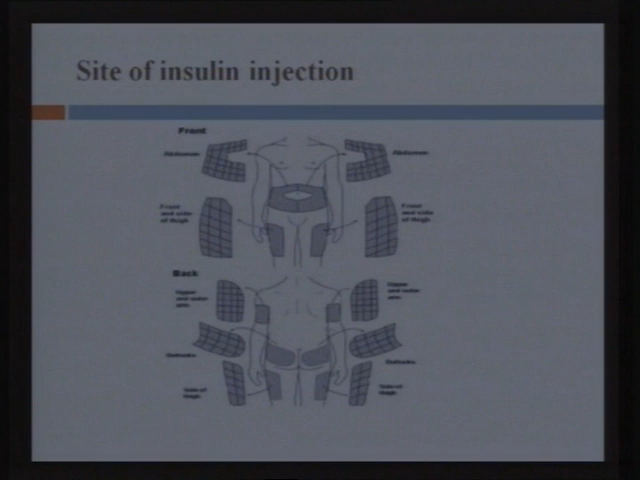 Site of insulin injection
Front
Abdomen
Abdomen
Front
and side
of thigh
Front
and side
of thigh
Back
Upper
and outer
arm
Upper
and outer
arm
Buttocks
Buttocks
Side of
thigh
Side of
thigh